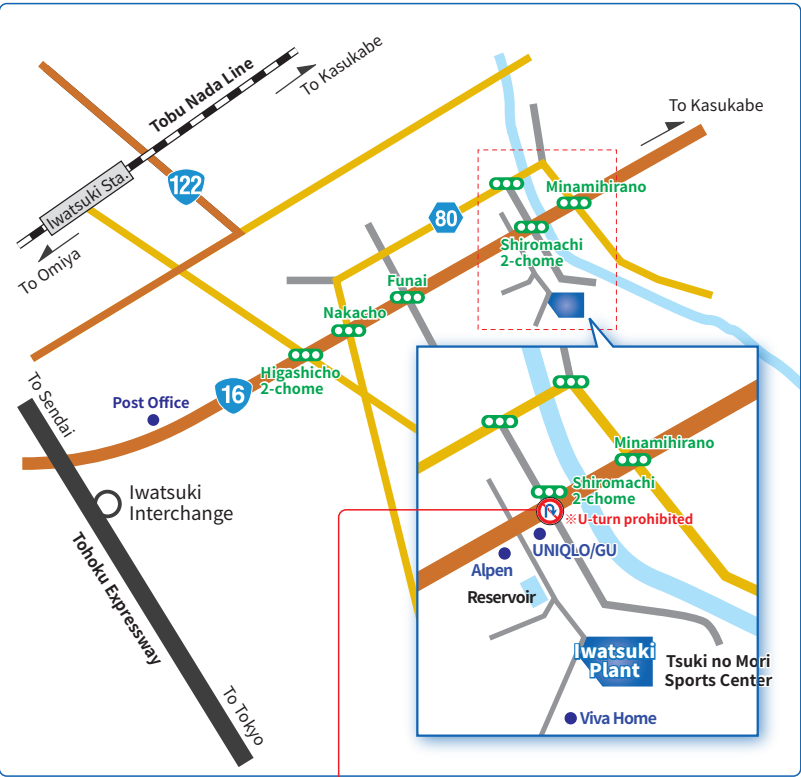 Tobu Nada Line
To Kasukabe
To Kasukabe
Iwatsuki Sta.
122
To Omiya
80
Minamihirano
Shiromachi
2-chome
Funai
Nakacho
Higashicho
2-chome
16
To Sendai
Post Office
Iwatsuki
Interchange
Tohoku Expressway
To Tokyo
Minamihirano
Shiromachi
2-chome
※U-turn prohibited
UNIQLO/GU
Alpen
Reservoir
Iwatsuki
Plant
Tsuki no Mori
Sports Center
Viva Home